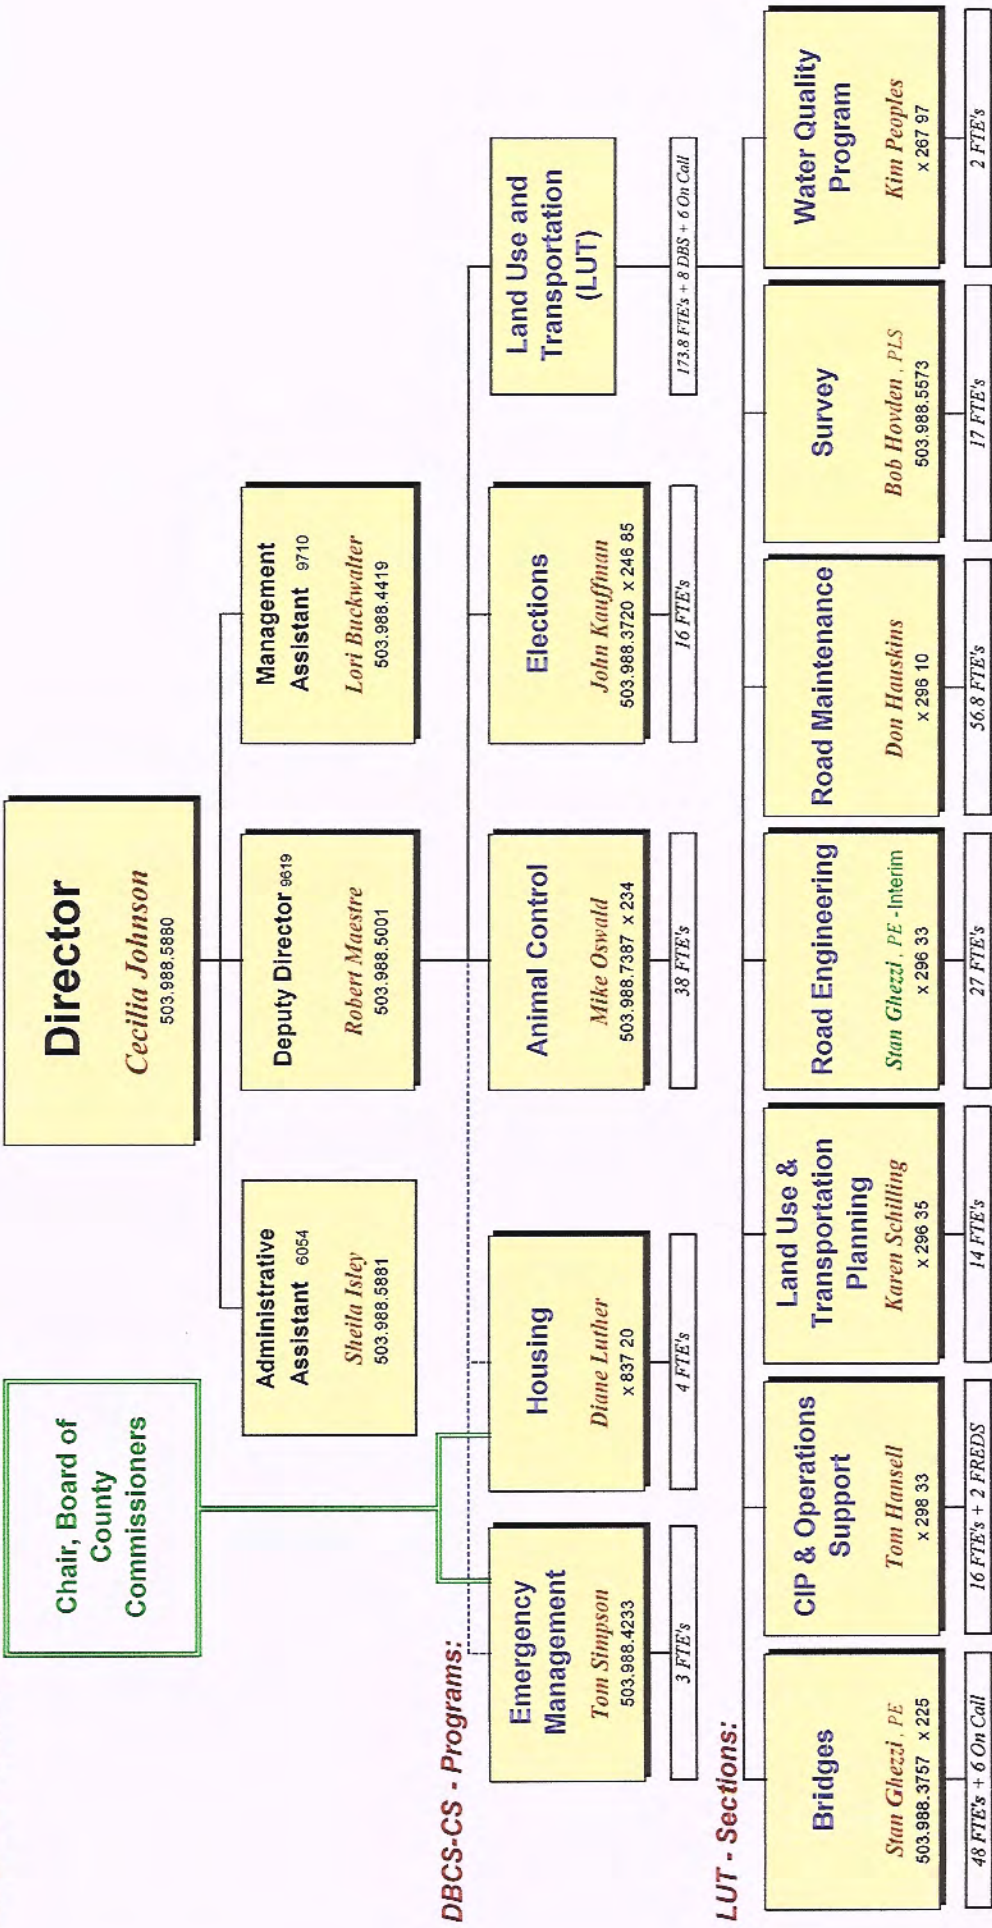 Chair, Board of
County
Commissioners
Director
Cecilia Johnson
503.988.5880
Administrative
Assistant 6054
Sheila Isley
503.988.5881
Deputy Director 9619
Robert Maestre
503.988.5001
Management
Assistant 9710
Lori Buckwalter
503.988.4419
DBCS-CS - Programs:
Emergency
Management
Tom Simpson
503.988.4233
3 FTE's
Housing
Diane Luther
x 837 20
4 FTE's
Animal Control
Mike Oswald
503.988.7387 x 234
38 FTE's
Elections
John Kauffman
503.988.3720 x 246 85
16 FTE's
Land Use and
Transportation
(LUT)
173.8 FTE's + 8 DBS + 6 On Call
LUT - Sections:
Bridges
Stan Ghezzi, PE
503.988.3757 x 225
48 FTE's + 6 On Call
CIP & Operations
Support
Tom Hansell
x 298 33
16 FTE's + 2 FREDS
Land Use &
Transportation
Planning
Karen Schilling
x 296 35
14 FTE's
Road Engineering
Stan Ghezzi, PE - Interim
x 296 33
27 FTE's
Road Maintenance
Don Hauskins
x 296 10
56.8 FTE's
Survey
Bob Hovden, PLS
503.988.5573
17 FTE's
Water Quality
Program
Kim Peoples
x 267 97
2 FTE's